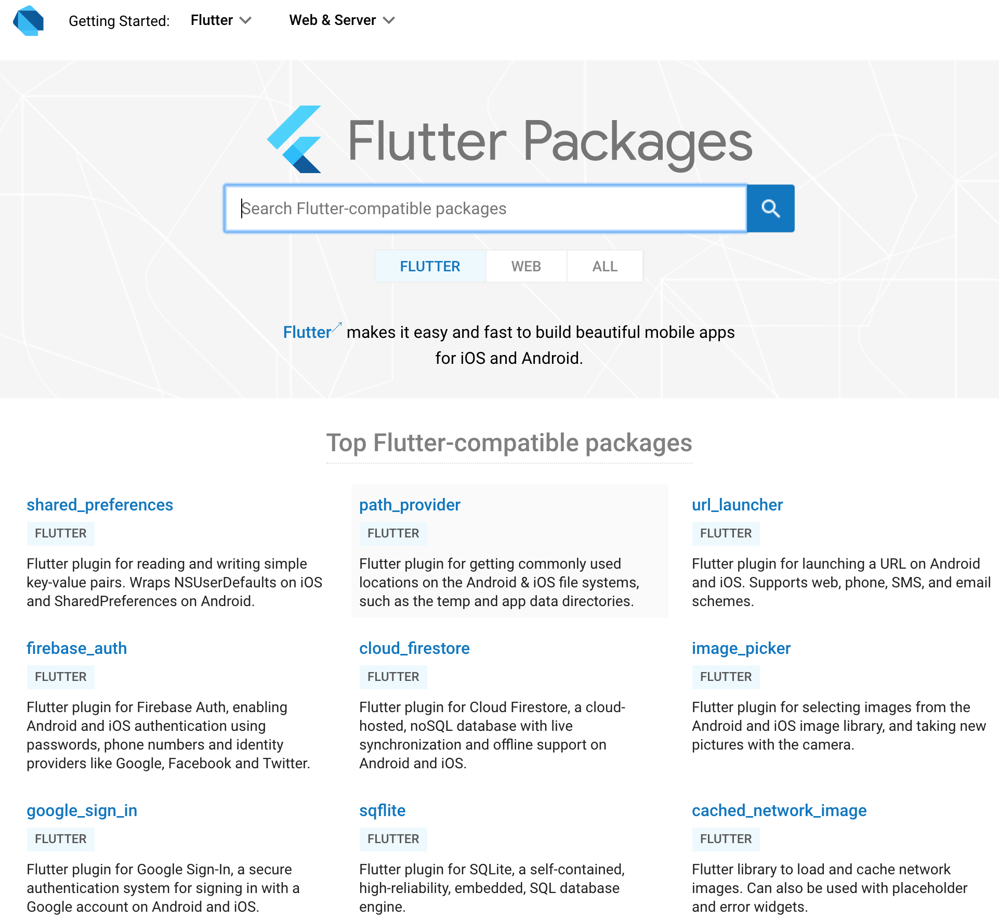 Getting Started: Flutter Web & Server
Flutter Packages
Search Flutter-compatible packages
FLUTTER WEB ALL
Flutter makes it easy and fast to build beautiful mobile apps
for iOS and Android.
Top Flutter-compatible packages
shared_preferences
FLUTTER
Flutter plugin for reading and writing simple
key-value pairs. Wraps NSUserDefaults on iOS
and SharedPreferences on Android.
path_provider
FLUTTER
Flutter plugin for getting commonly used
locations on the Android & iOS file systems,
such as the temp and app data directories.
url_launcher
FLUTTER
Flutter plugin for launching a URL on Android
and iOS. Supports web, phone, SMS, and email
schemes.
firebase_auth
FLUTTER
Flutter plugin for Firebase Auth, enabling
Android and iOS authentication using
passwords, phone numbers and identity
providers like Google, Facebook and Twitter.
cloud_firestore
FLUTTER
Flutter plugin for Cloud Firestore, a cloud-
hosted, noSQL database with live
synchronization and offline support on
Android and iOS.
image_picker
FLUTTER
Flutter plugin for selecting images from the
Android and iOS image library, and taking new
pictures with the camera.
google_sign_in
FLUTTER
Flutter plugin for Google Sign-In, a secure
authentication system for signing in with a
Google account on Android and iOS.
sqflite
FLUTTER
Flutter plugin for SQLite, a self-contained,
high-reliability, embedded, SQL database
engine.
cached_network_image
FLUTTER
Flutter library to load and cache network
images. Can also be used with placeholder
and error widgets.